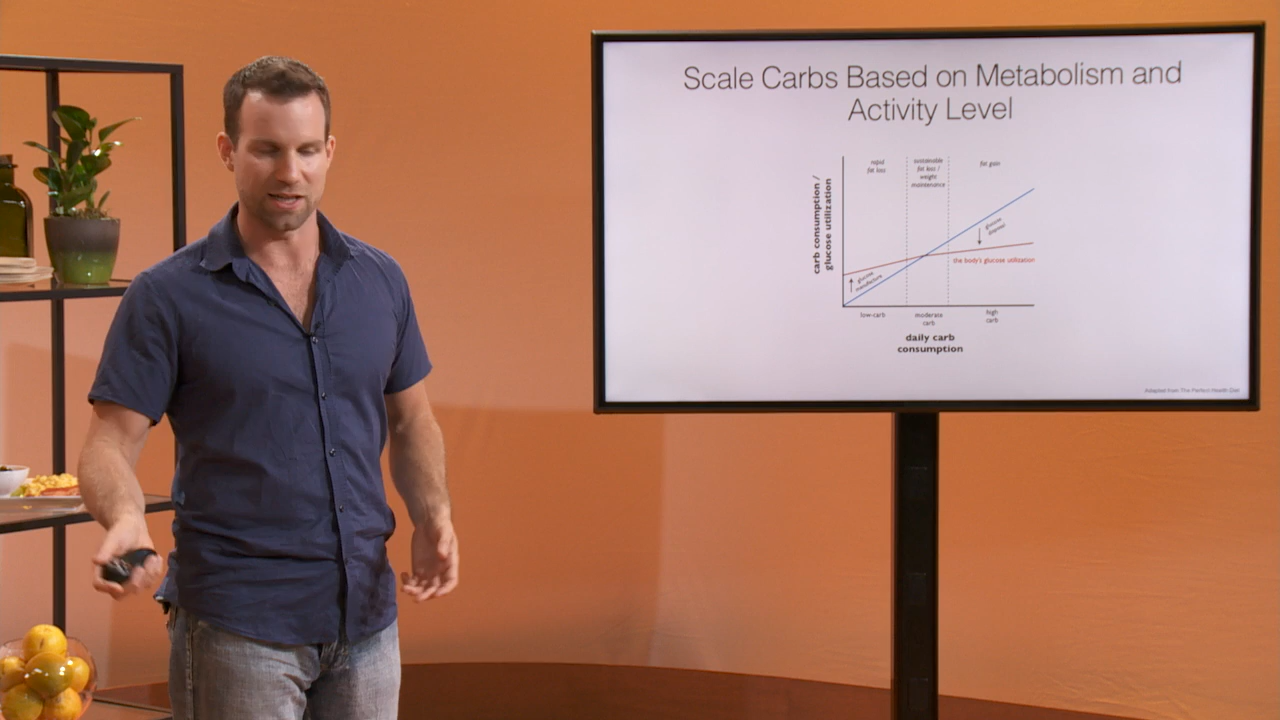 Scale Carbs Based on Metabolism and
Activity Level
rapid
fat loss
sustainable
fat loss /
weight
maintenance
fat gain
carb consumption /
glucose utilization
glucose
disposal
the body's glucose utilization
glucose
manufacture
low-carb
moderate
carb
high
carb
daily carb
consumption
Adapted from The Perfect Health Diet